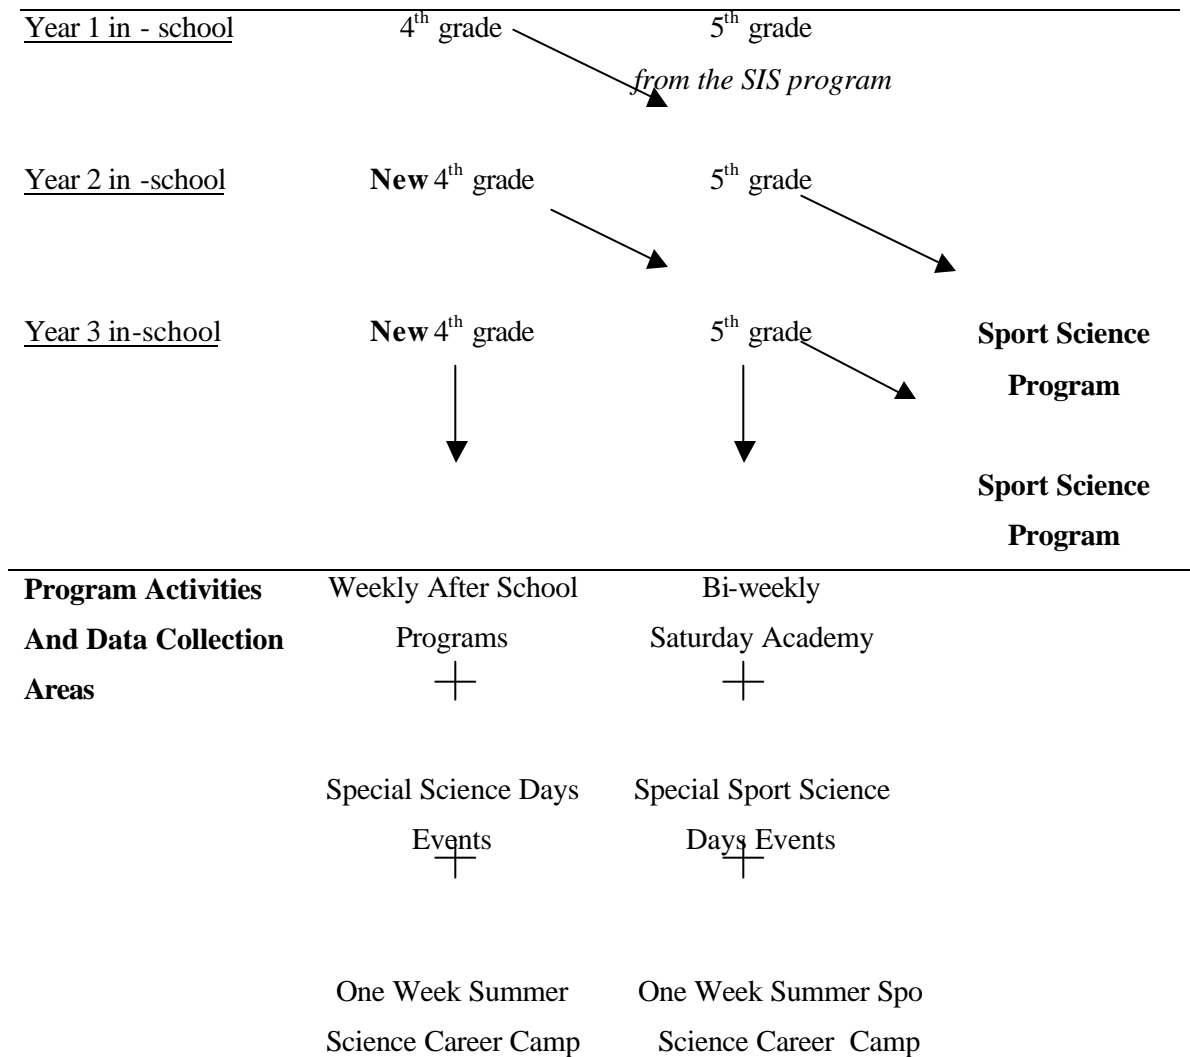 Year 1 in - school 4th grade 5th grade
from the SIS program
Year 2 in -school New 4th grade 5th grade
Year 3 in-school New 4th grade 5th grade Sport Science
Program
Sport Science
Program
Program Activities Weekly After School Bi-weekly
And Data Collection Programs Saturday Academy
Areas
Special Science Days Special Sport Science
Events Days Events
One Week Summer One Week Summer Spo
Science Career Camp Science Career Camp